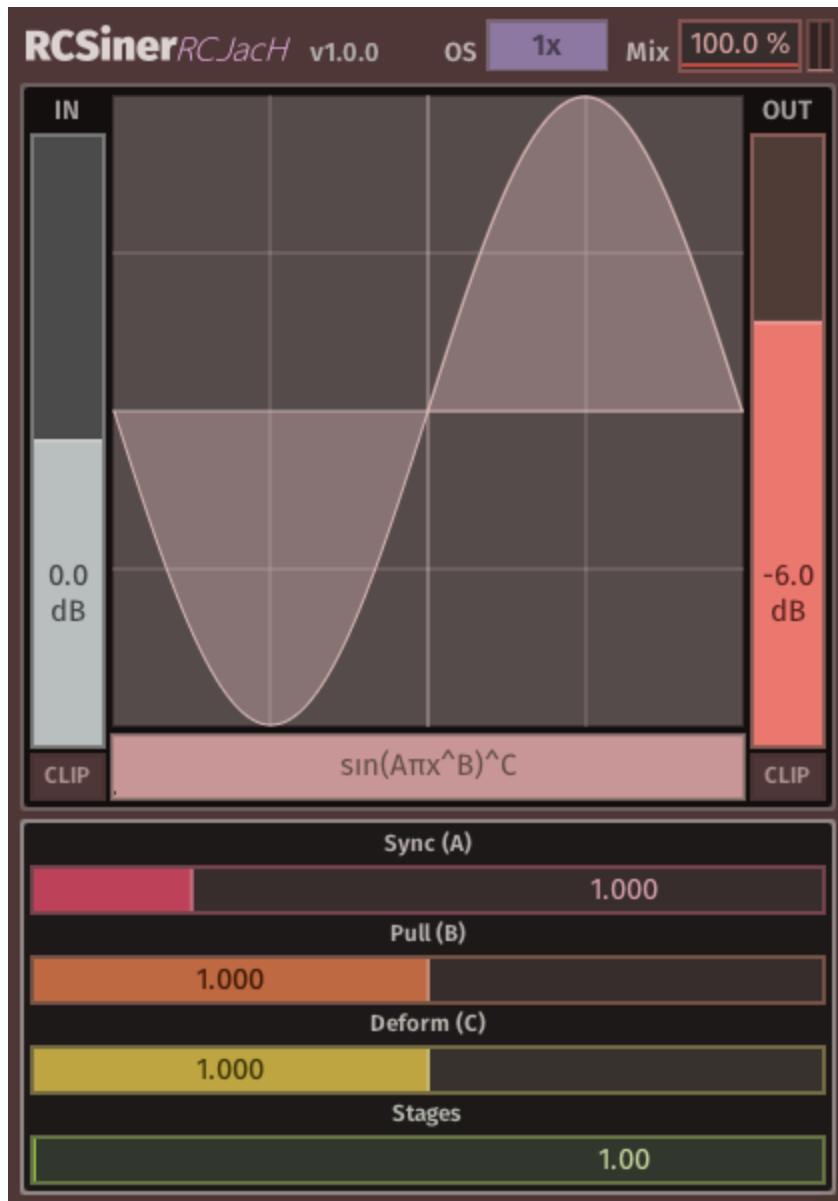 RCSiner RCJacH v1.0.0 OS 1x Mix 100.0 %
IN OUT
0.0
dB
-6.0
dB
CLIP sın(Aπx^B)^C CLIP
Sync (A)
1.000
Pull (B)
1.000
Deform (C)
1.000
Stages
1.00